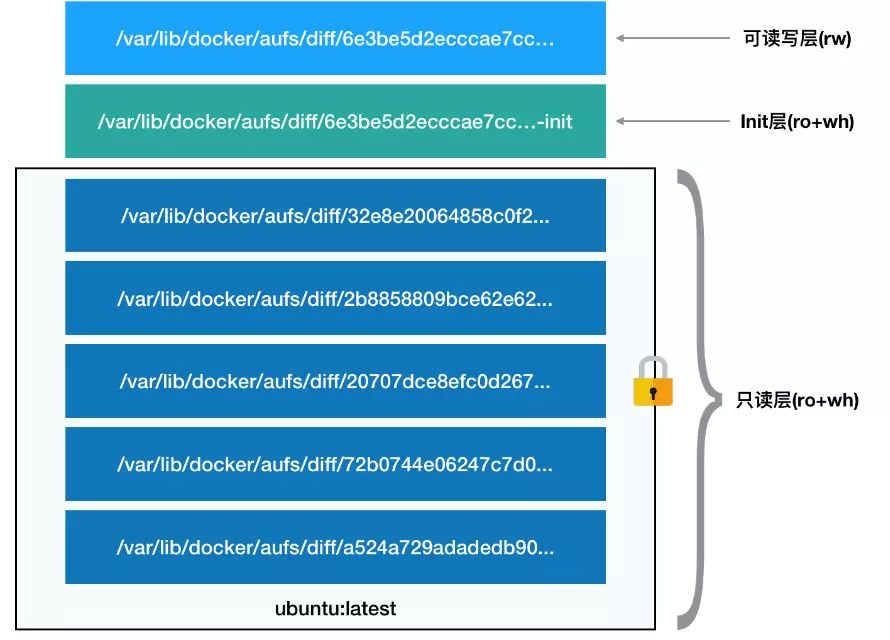 /var/lib/docker/aufs/diff/6e3be5d2ecccae7cc...
可读写层(rw)
/var/lib/docker/aufs/diff/6e3be5d2ecccae7cc...-init
Init层(ro+wh)
/var/lib/docker/aufs/diff/32e8e20064858c0f2...
/var/lib/docker/aufs/diff/2b8858809bce62e62...
/var/lib/docker/aufs/diff/20707dce8efc0d267...
只读层(ro+wh)
/var/lib/docker/aufs/diff/72b0744e06247c7d0...
/var/lib/docker/aufs/diff/a524a729adadedb90...
ubuntu:latest